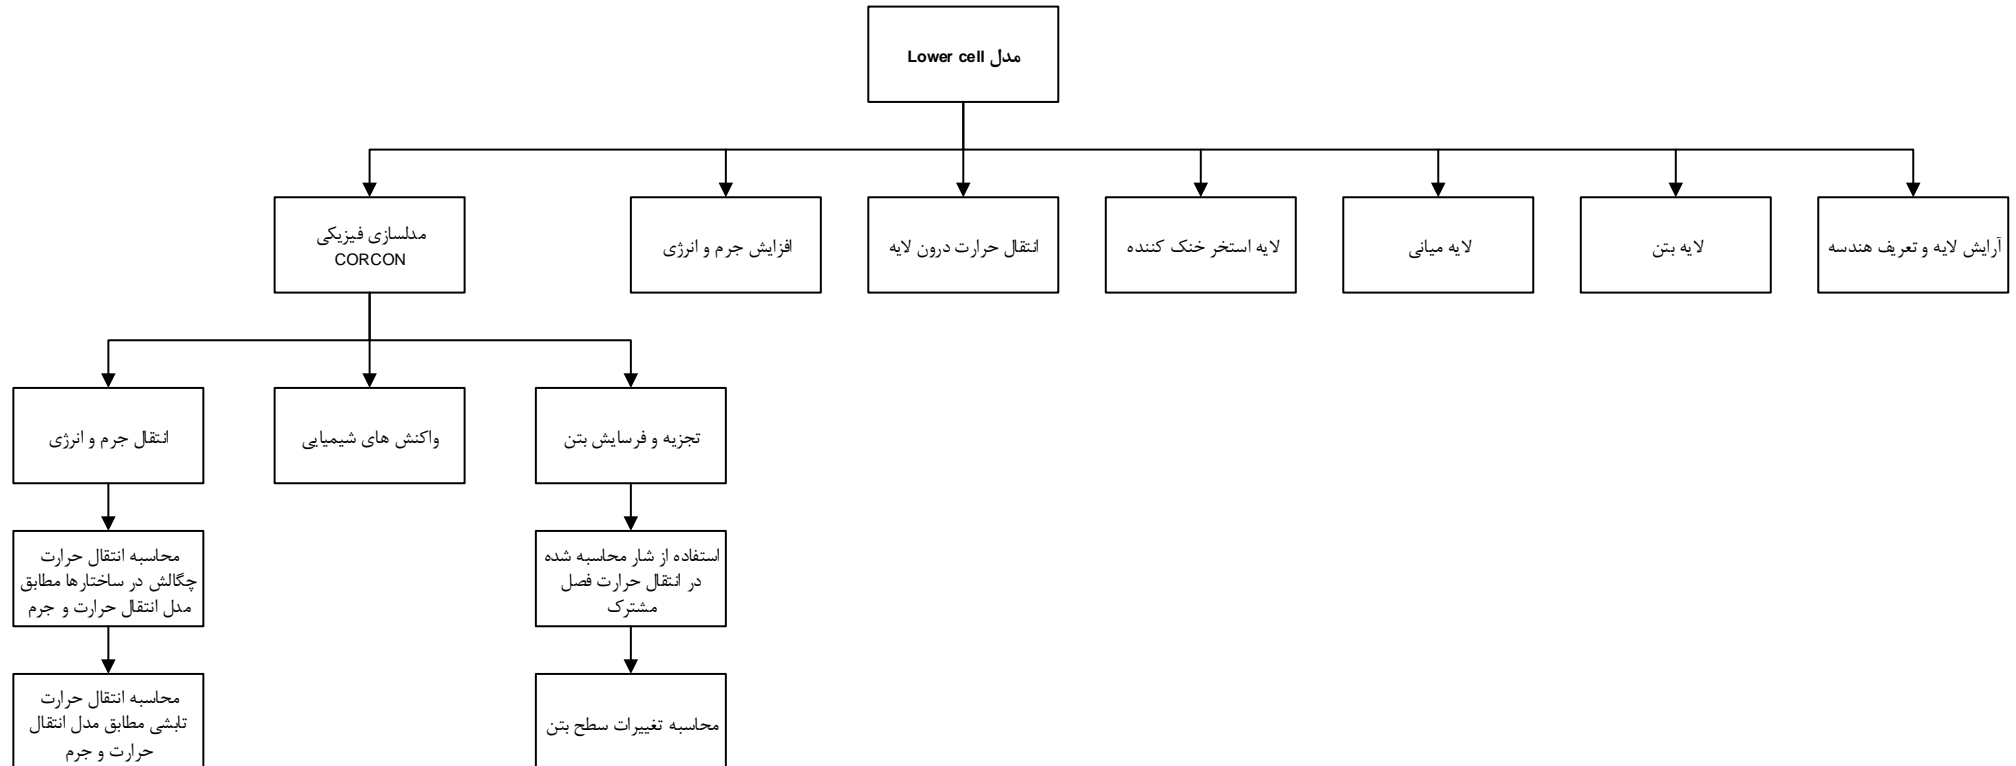 مدل Lower cell
آرایش لایه و تعریف هندسه
لایه بتن
لایه میانی
لایه استخر خنک کننده
انتقال حرارت درون لایه
افزایش جرم و انرژی
مدلسازی فیزیکی
CORCON
تجزیه و فرسایش بتن
واکنش های شیمیایی
انتقال جرم و انرژی
استفاده از شار محاسبه شده
در انتقال حرارت فصل
مشترک
محاسبه انتقال حرارت
چگالش در ساختارها مطابق
مدل انتقال حرارت و جرم
محاسبه تغییرات سطح بتن
محاسبه انتقال حرارت
تابشی مطابق مدل انتقال
حرارت و جرم